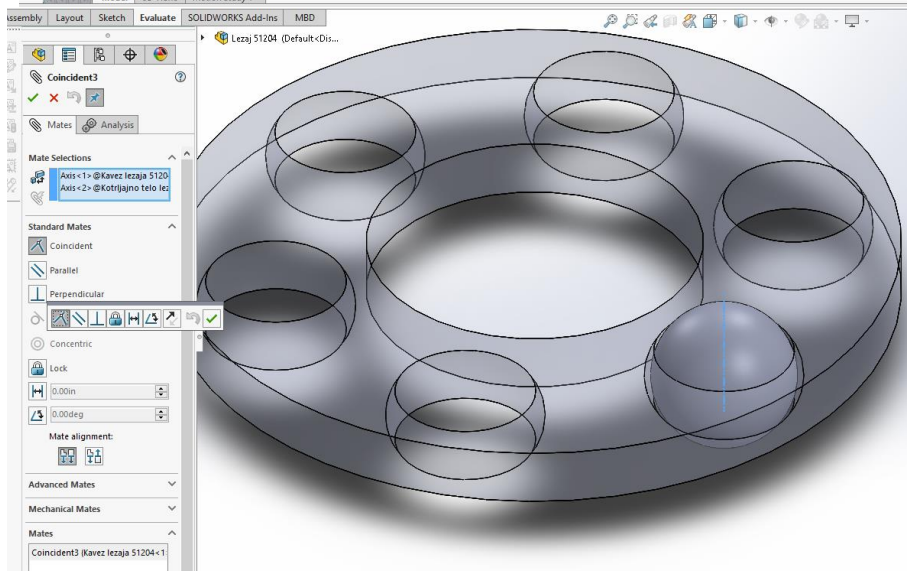 Assembly Layout Sketch Evaluate SOLIDWORKS Add-Ins MBD
Lezaj 51204 (Default<Dis...
Coincident3
Mates Analysis
Mate Selections
Axis<1>@Kavez lezaja 5120
Axis<2>@Kotrljajno telo lez
Standard Mates
Coincident
Parallel
Perpendicular
Concentric
Lock
0.00in
0.00deg
Mate alignment:
Advanced Mates
Mechanical Mates
Mates
Coincident3 (Kavez lezaja 51204<1